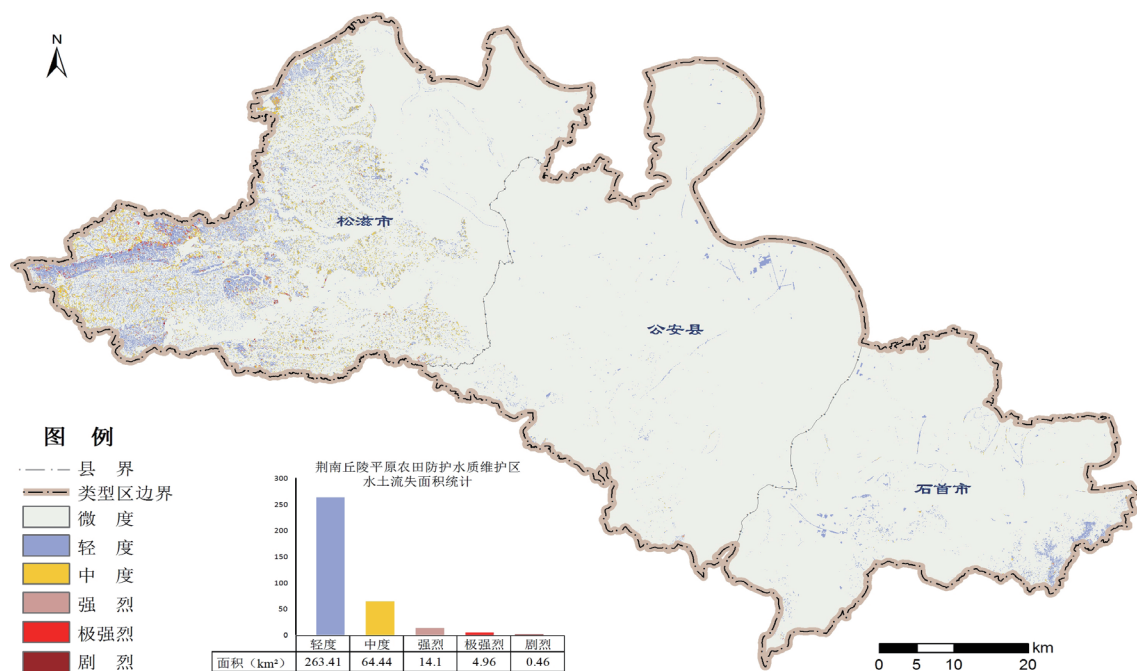 N
松滋市
公安县
石首市
图 例
县 界
类型区边界
微 度
轻 度
中 度
强 烈
极强烈
剧 烈
荆南丘陵平原农田防护水质维护区
水土流失面积统计
300
250
200
150
100
50
0
轻度 中度 强烈 极强烈 剧烈
面积（km²） 263.41 64.44 14.1 4.96 0.46
km
0 5 10 20